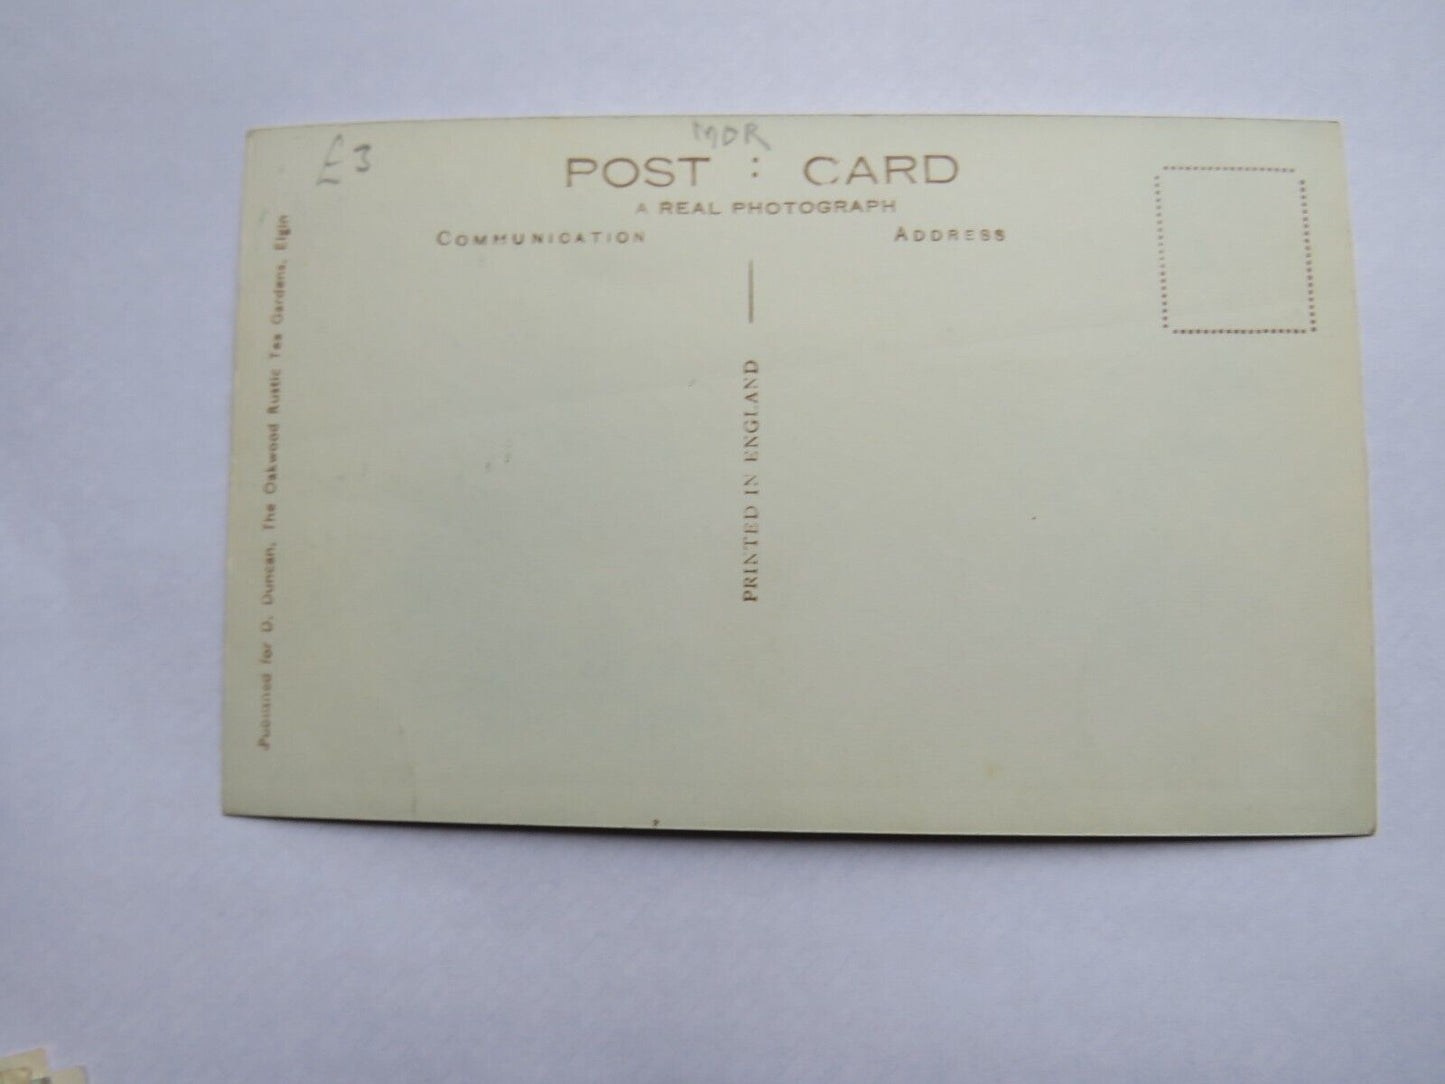 £3
MOR
POST : CARD
A REAL PHOTOGRAPH
COMMUNICATION
ADDRESS
PRINTED IN ENGLAND
Published for D. Duncan, The Oakwood Rustic Tea Gardens, Elgin